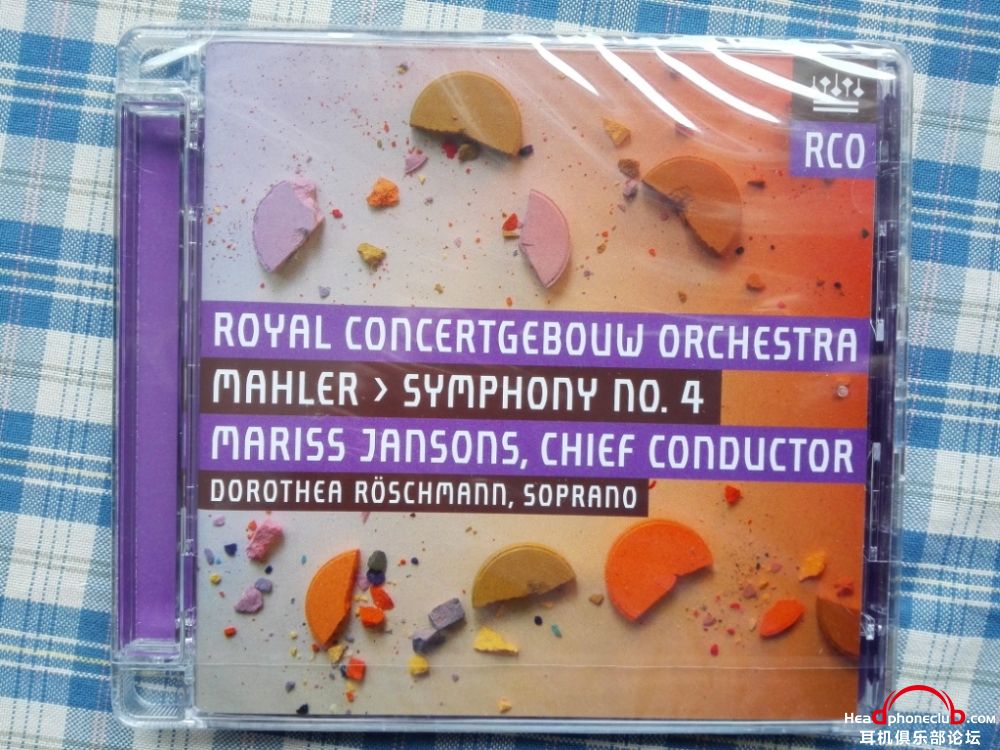 RCO
ROYAL CONCERTGEBOUW ORCHESTRA
MAHLER > SYMPHONY NO. 4
MARISS JANSONS, CHIEF CONDUCTOR
DOROTHEA RÖSCHMANN, SOPRANO
Headphoneclub.com
耳机俱乐部论坛